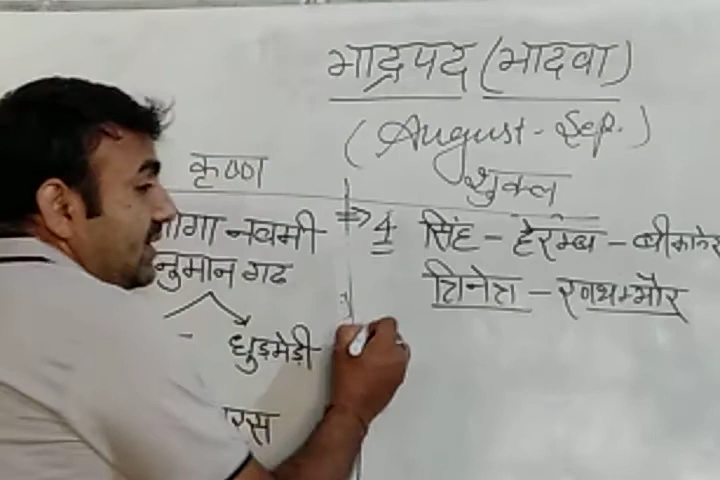 भाद्रपद (भादवा)
(August - Sep.)
कृष्ण
शुक्ल
गोगा नवमी
नुमान गढ
- धुड़मेड़ी
रस
⇒ 4 सिंह - हेरम्ब - बीकानेर
त्रिनेत्र - रणथम्भौर